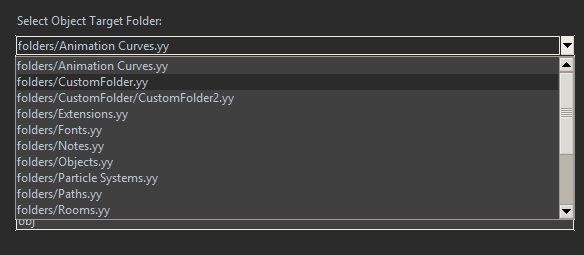 Select Object Target Folder:
folders/Animation Curves.yy
folders/Animation Curves.yy
folders/CustomFolder.yy
folders/CustomFolder/CustomFolder2.yy
folders/Extensions.yy
folders/Fonts.yy
folders/Notes.yy
folders/Objects.yy
folders/Particle Systems.yy
folders/Paths.yy
folders/Rooms.yy
obj